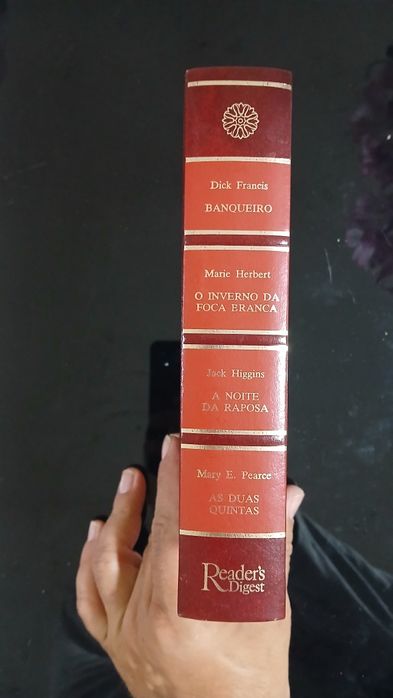 Dick Francis
BANQUEIRO
Marie Herbert
O INVERNO DA
FOCA BRANCA
Jack Higgins
A NOITE
DA RAPOSA
Mary E. Pearce
AS DUAS
QUINTAS
Reader's
Digest